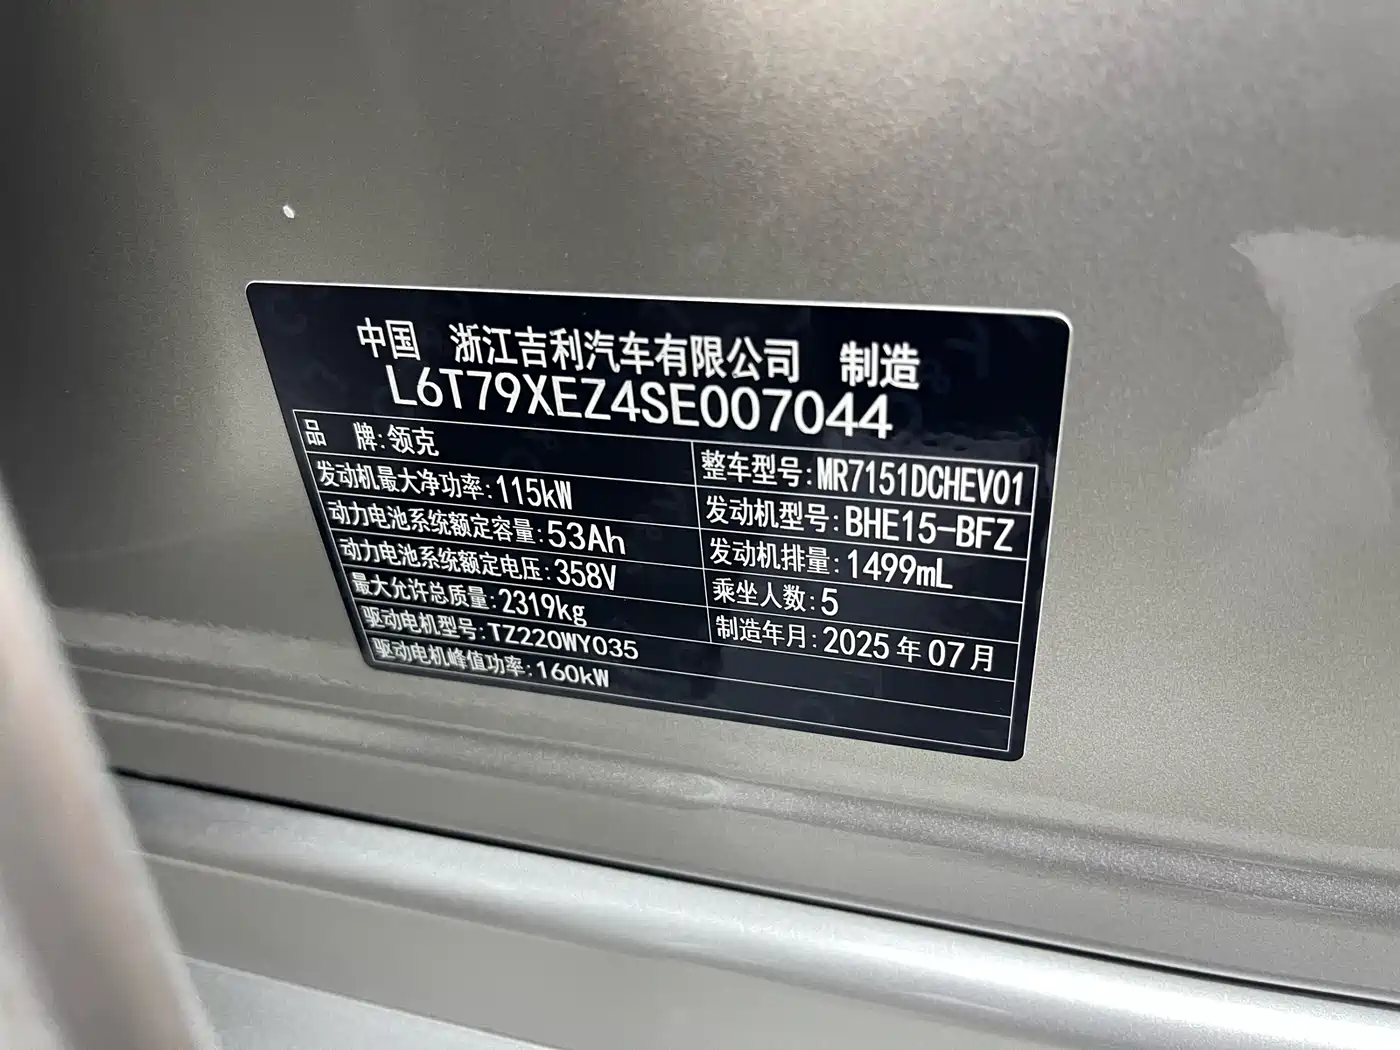 中国 浙江吉利汽车有限公司 制造
L6T79XEZ4SE007044
品 牌:领克
整车型号:MR7151DCHEV01
发动机最大净功率:115kW
发动机型号:BHE15-BFZ
动力电池系统额定容量:53Ah
发动机排量:1499mL
动力电池系统额定电压:358V
乘坐人数:5
最大允许总质量:2319kg
制造年月:2025年07月
驱动电机型号:TZ220WY035
驱动电机峰值功率:160kW